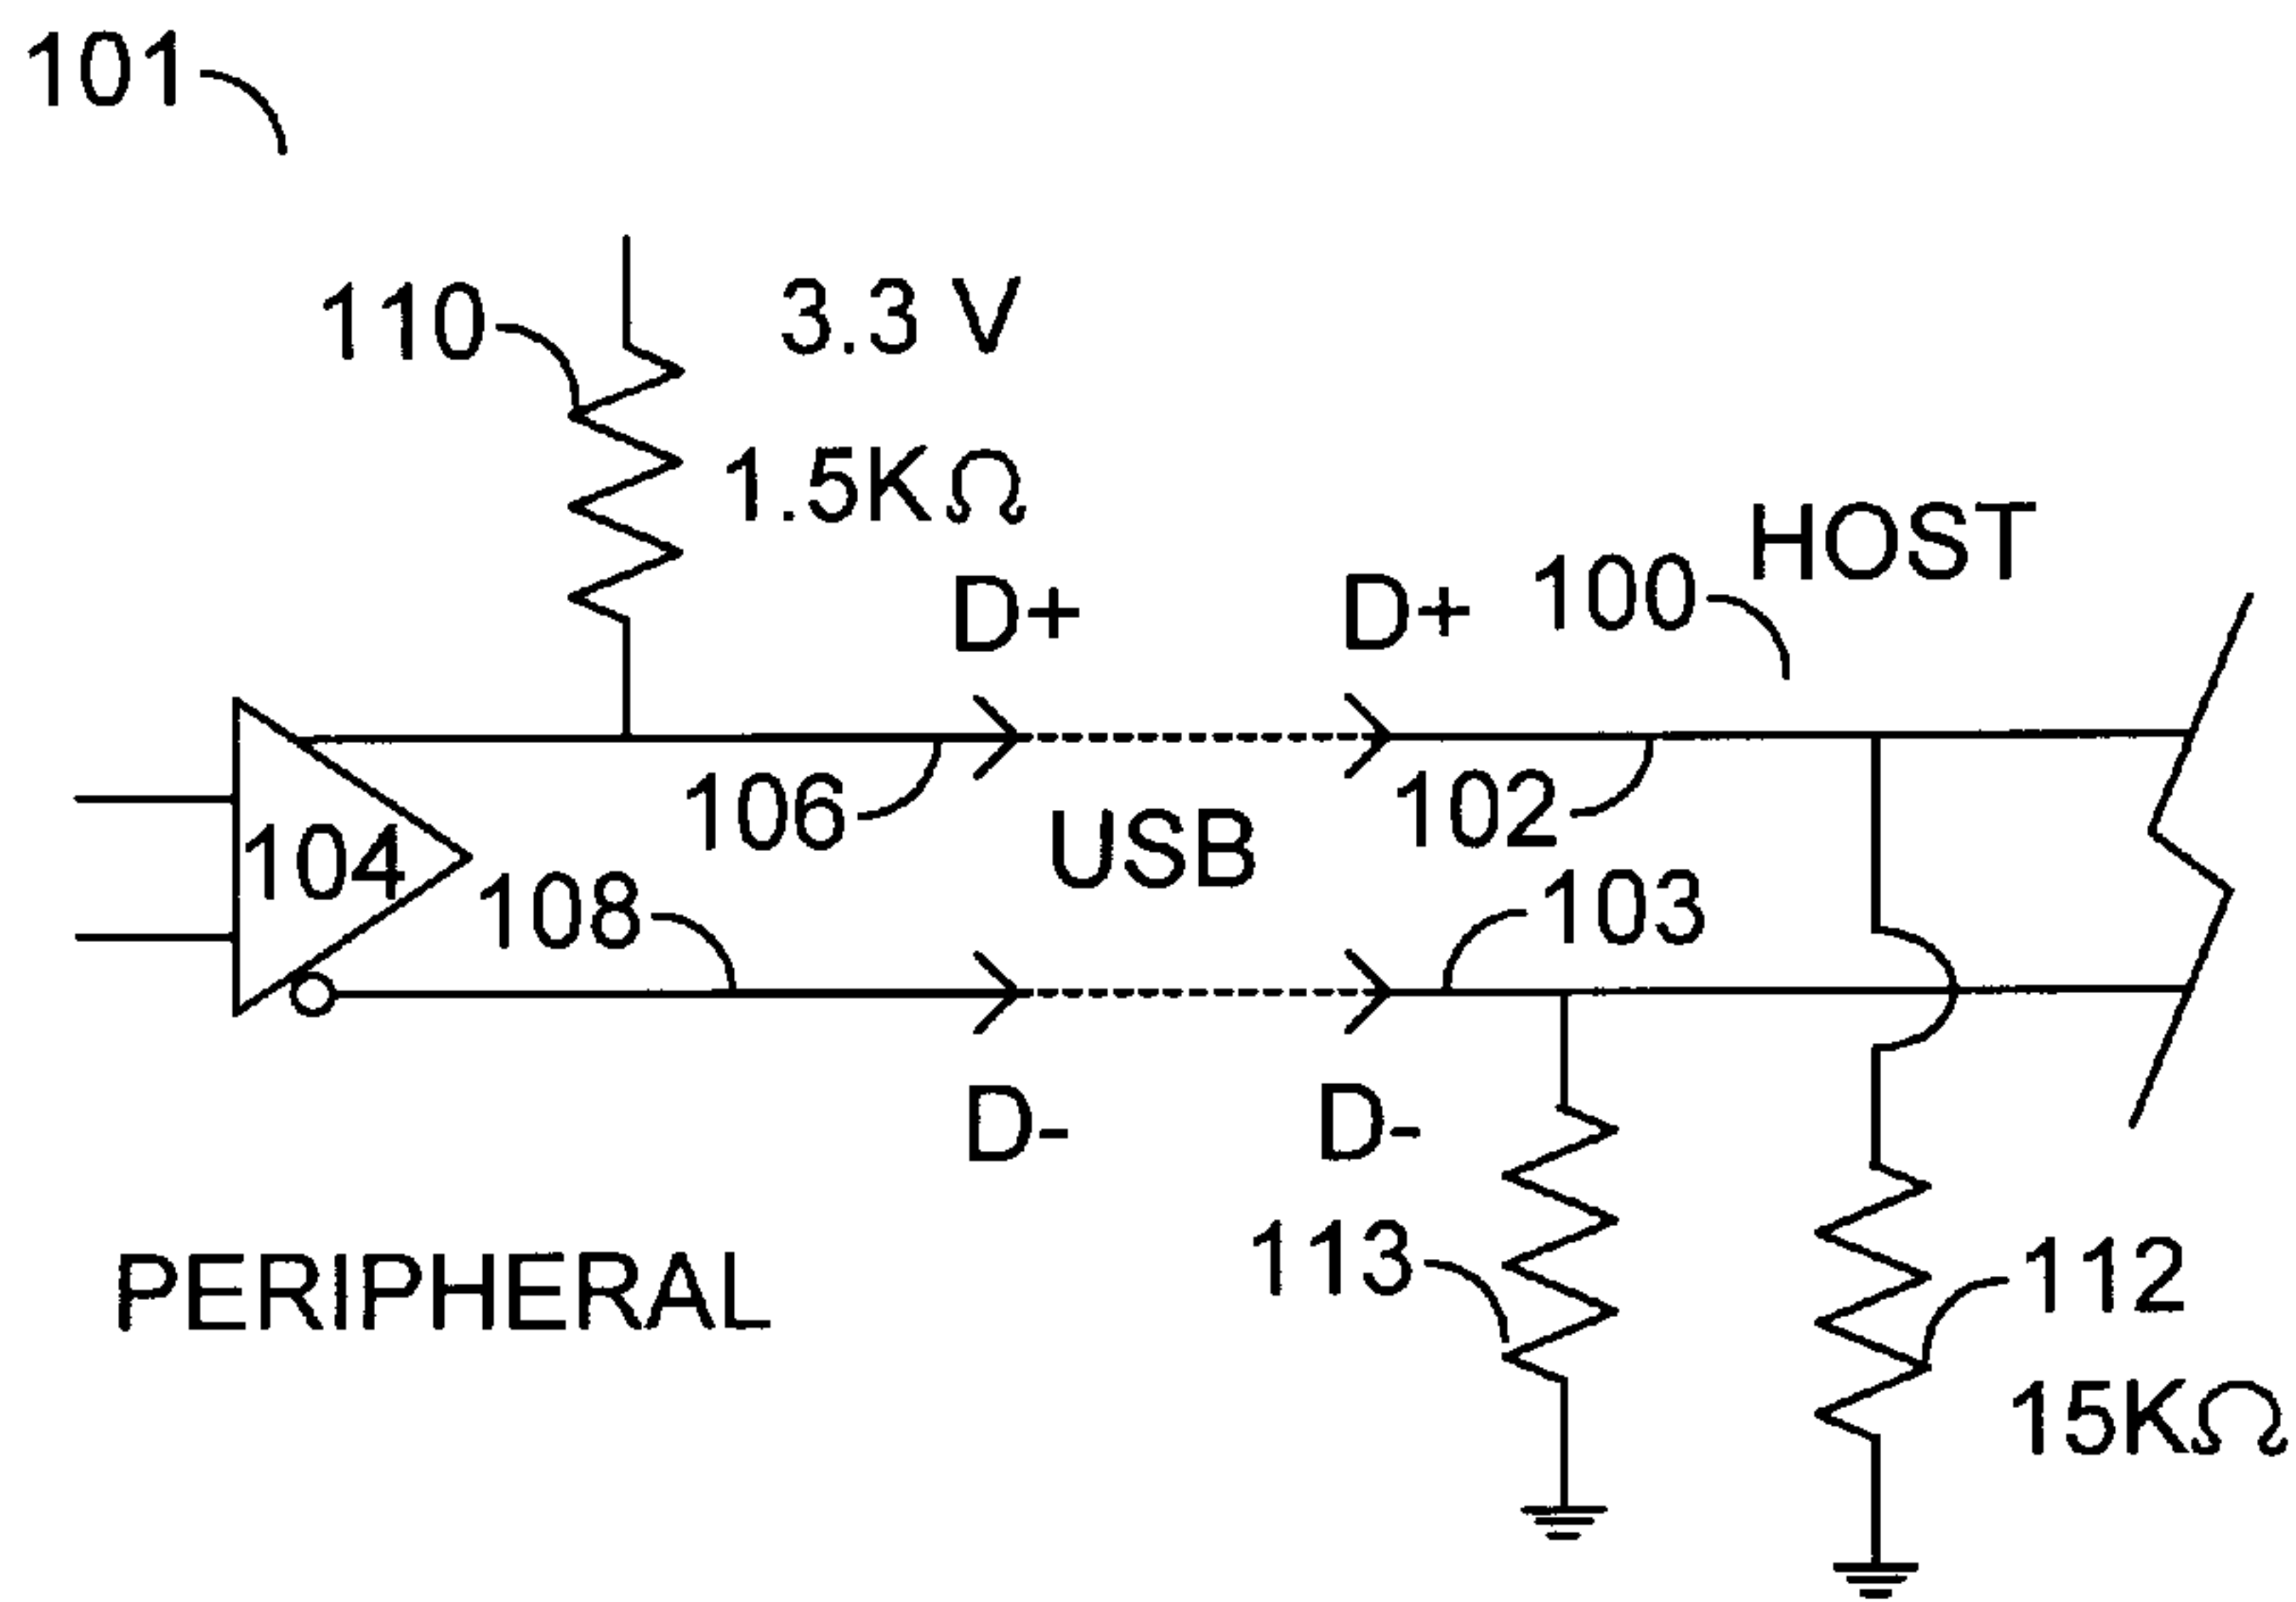 101
110
3.3 V
1.5KΩ
HOST
D+
D+
100
106
102
USB
104
108
103
D-
D-
PERIPHERAL
113
112
15KΩ